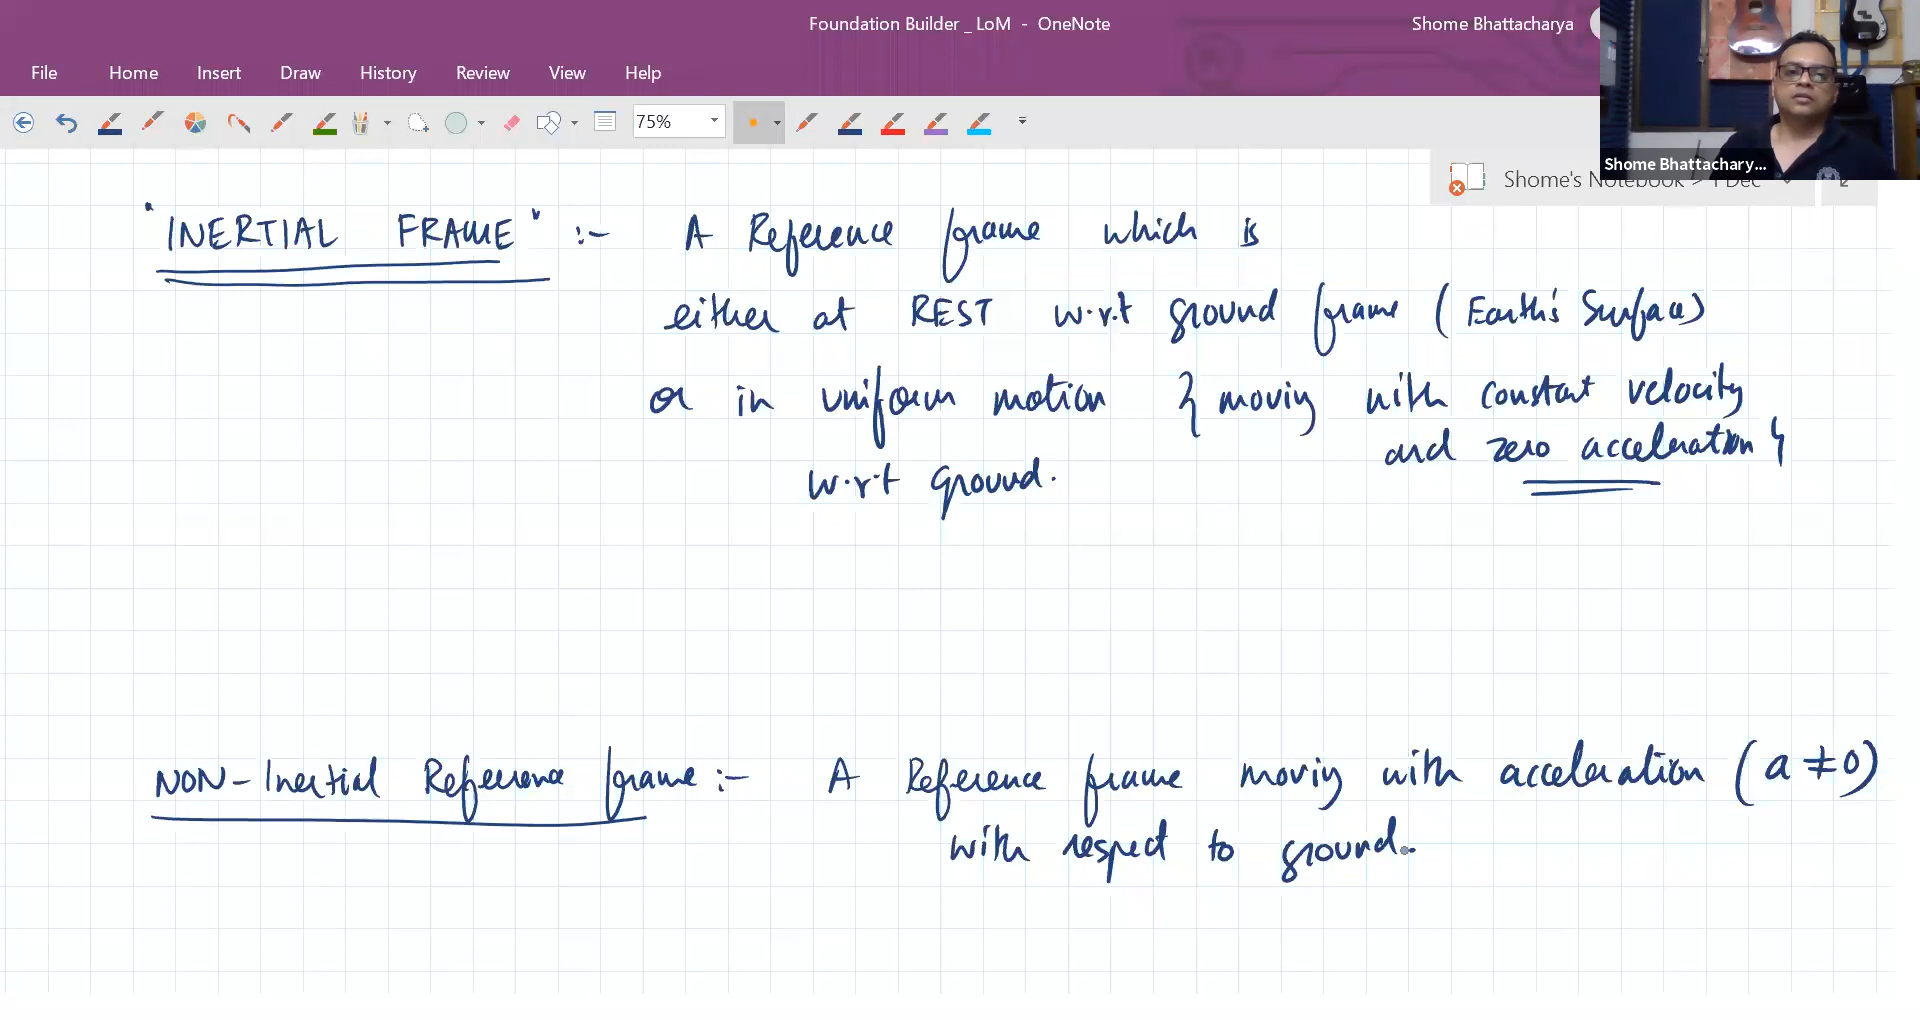 Foundation Builder _ LoM - OneNote
Shome Bhattacharya
File Home Insert Draw History Review View Help
75%
Shome Bhattachary...
Shome's Notebook > 1 Dec
"INERTIAL FRAME" :- A Reference frame which is
either at REST w.r.t ground frame (Earth's Surface)
or in uniform motion { moving with constant velocity
and zero acceleration }
w.r.t ground.
NON-Inertial Reference frame :- A Reference frame moving with acceleration (a ≠ 0)
with respect to ground.